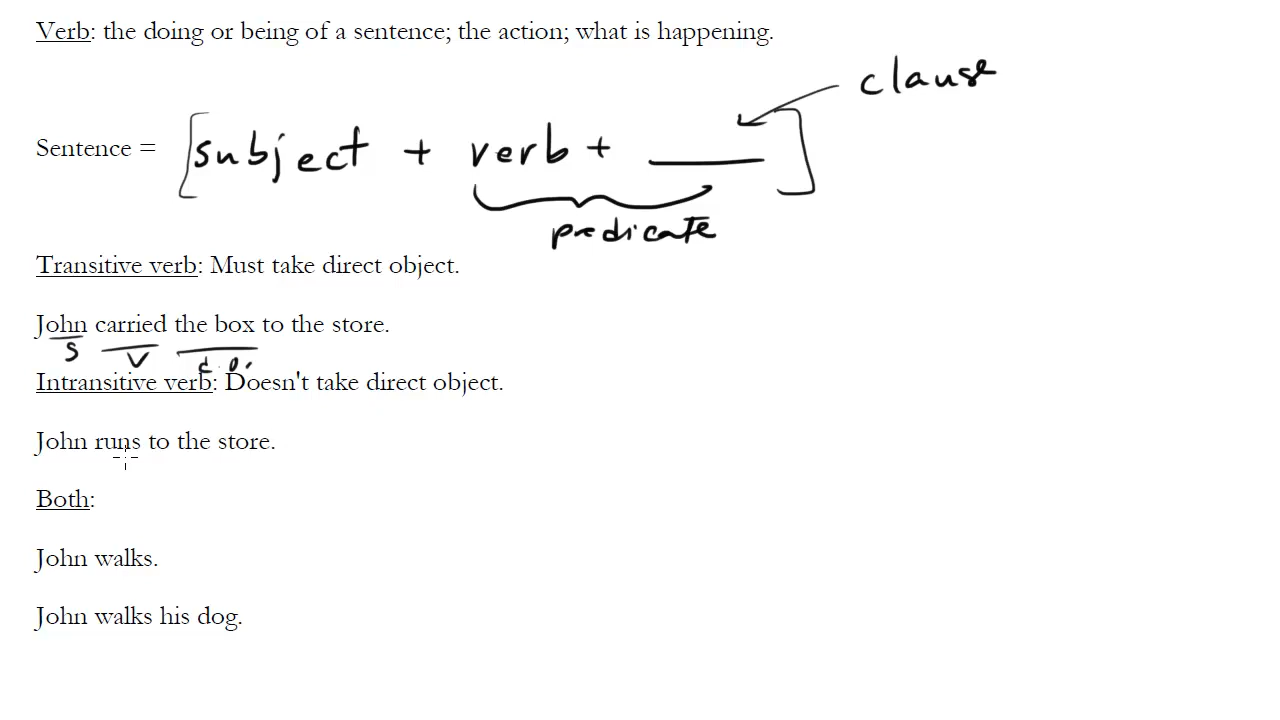 Verb: the doing or being of a sentence; the action; what is happening.
clause
Sentence = [subject + verb + ____]
predicate
Transitive verb: Must take direct object.
John carried the box to the store.
S V d.o.
Intransitive verb: Doesn't take direct object.
John runs to the store.
Both:
John walks.
John walks his dog.